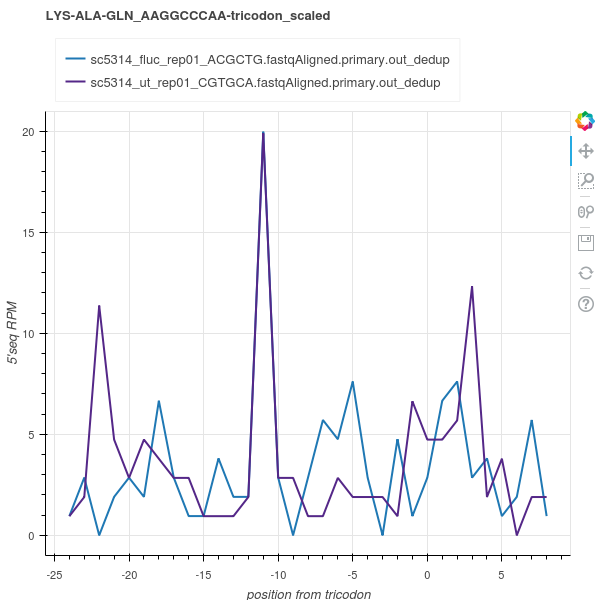 LYS-ALA-GLN_AAGGCCCAA-tricodon_scaled
sc5314_fluc_rep01_ACGCTG.fastqAligned.primary.out_dedup
sc5314_ut_rep01_CGTGCA.fastqAligned.primary.out_dedup
20
15
10
5
0
5'seq RPM
-25 -20 -15 -10 -5 0 5
position from tricodon